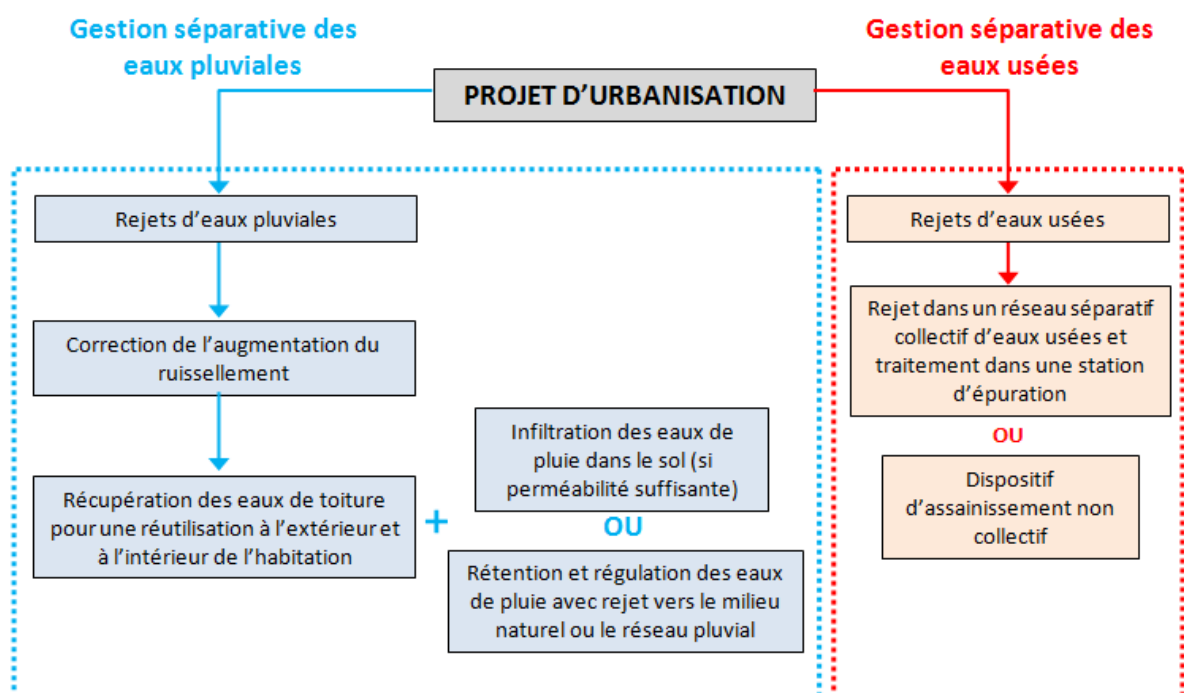 Gestion séparative des
eaux pluviales
Gestion séparative des
eaux usées
PROJET D'URBANISATION
Rejets d'eaux pluviales
Correction de l'augmentation du
ruissellement
Récupération des eaux de toiture
pour une réutilisation à l'extérieur et
à l'intérieur de l'habitation
+
Infiltration des eaux de
pluie dans le sol (si
perméabilité suffisante)
OU
Rétention et régulation des eaux
de pluie avec rejet vers le milieu
naturel ou le réseau pluvial
Rejets d'eaux usées
Rejet dans un réseau séparatif
collectif d'eaux usées et
traitement dans une station
d'épuration
OU
Dispositif
d'assainissement non
collectif